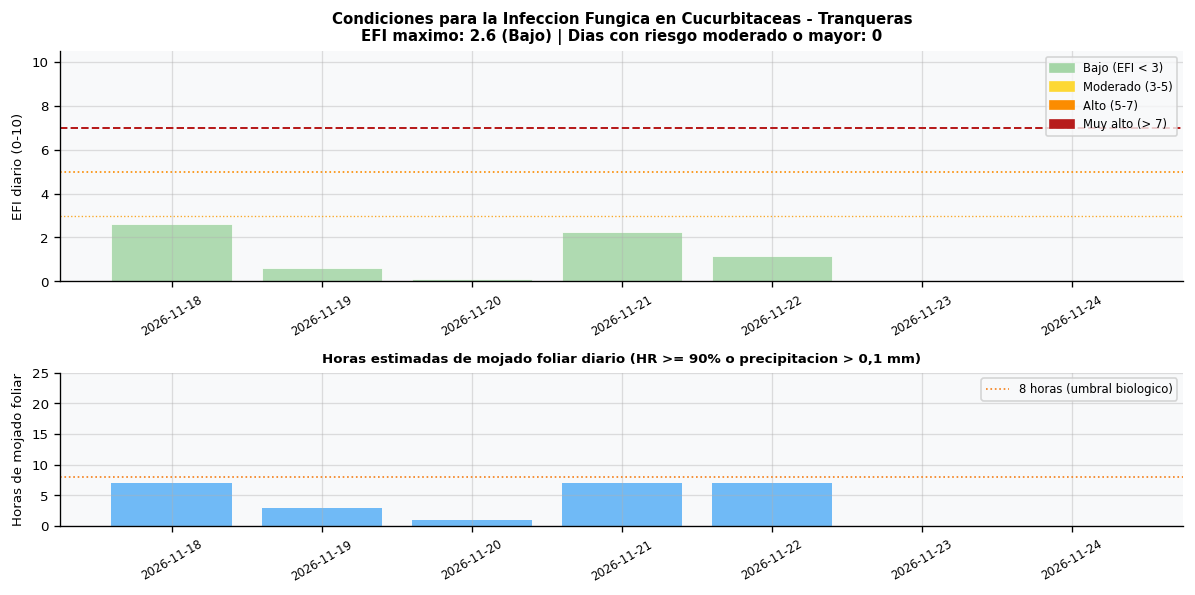 Condiciones para la Infeccion Fungica en Cucurbitaceas - Tranqueras
EFI maximo: 2.6 (Bajo) | Dias con riesgo moderado o mayor: 0
EFI diario (0-10)
10
8
6
4
2
0
Bajo (EFI < 3)
Moderado (3-5)
Alto (5-7)
Muy alto (> 7)
2026-11-18
2026-11-19
2026-11-20
2026-11-21
2026-11-22
2026-11-23
2026-11-24
Horas estimadas de mojado foliar diario (HR >= 90% o precipitacion > 0,1 mm)
Horas de mojado foliar
25
20
15
10
5
0
8 horas (umbral biologico)
2026-11-18
2026-11-19
2026-11-20
2026-11-21
2026-11-22
2026-11-23
2026-11-24